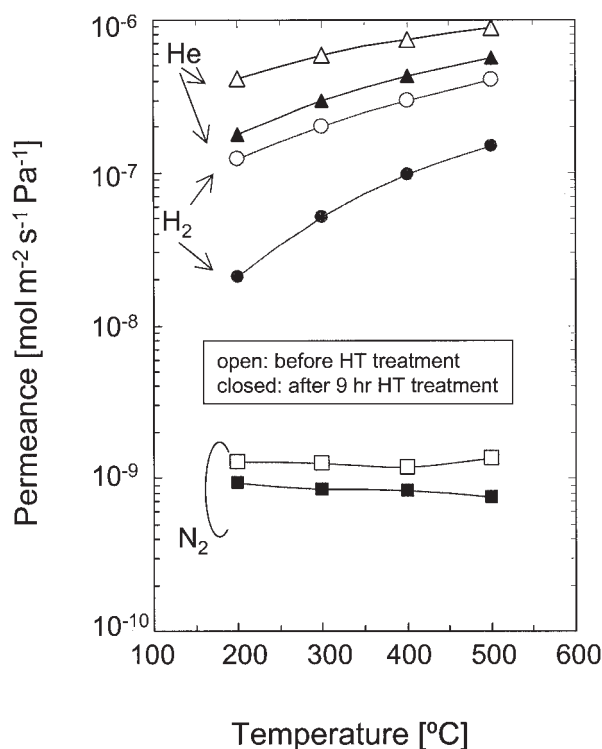 10⁻⁶
He
10⁻⁷
H₂
10⁻⁸
open: before HT treatment
closed: after 9 hr HT treatment
10⁻⁹
N₂
10⁻¹⁰
100 200 300 400 500 600
Temperature [ºC]
Permeance [mol m⁻² s⁻¹ Pa⁻¹]